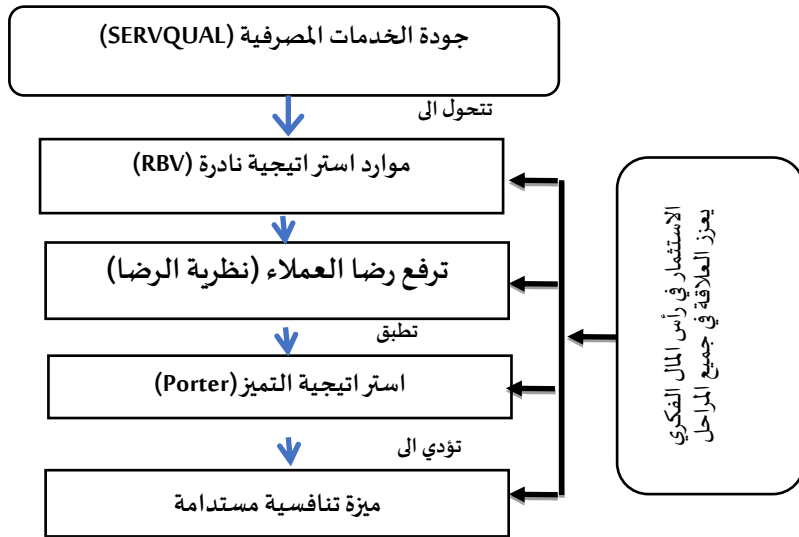 جودة الخدمات المصرفية (SERVQUAL)
تتحول الى
موارد استراتيجية نادرة (RBV)
ترفع رضا العملاء (نظرية الرضا)
تطبق
استراتيجية التميز (Porter)
تؤدي الى
ميزة تنافسية مستدامة
الاستثمار في رأس المال الفكري
يعزز العلاقة في جميع المراحل